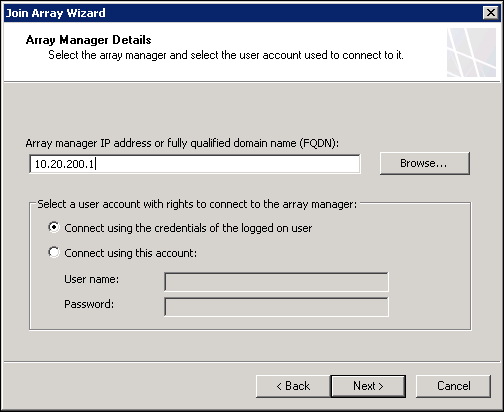 Join Array Wizard
Array Manager Details
Select the array manager and select the user account used to connect to it.
Array manager IP address or fully qualified domain name (FQDN):
10.20.200.1
Browse...
Select a user account with rights to connect to the array manager:
Connect using the credentials of the logged on user
Connect using this account:
User name:
Password:
< Back
Next >
Cancel